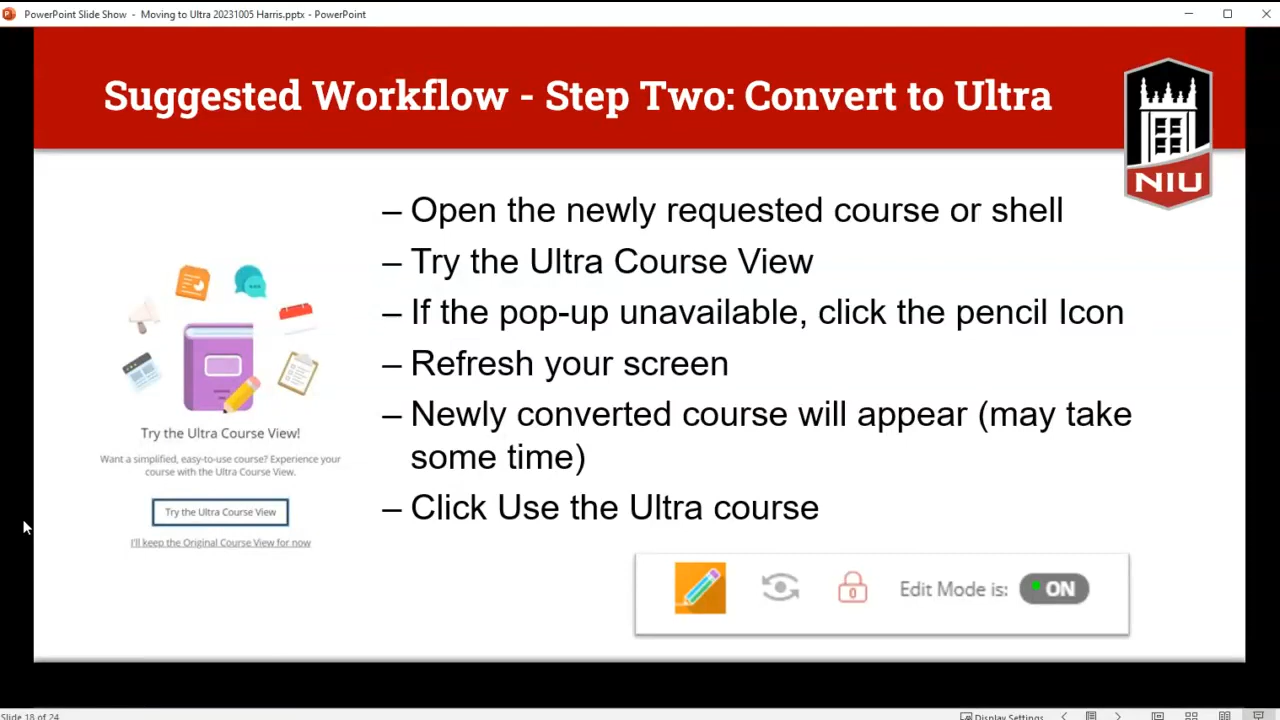 PowerPoint Slide Show - Moving to Ultra 20231005 Harris.pptx - PowerPoint
Suggested Workflow - Step Two: Convert to Ultra
NIU
– Open the newly requested course or shell
– Try the Ultra Course View
– If the pop-up unavailable, click the pencil Icon
– Refresh your screen
– Newly converted course will appear (may take
some time)
– Click Use the Ultra course
Try the Ultra Course View!
Want a simplified, easy-to-use course? Experience your
course with the Ultra Course View.
Try the Ultra Course View
I'll keep the Original Course View for now
Edit Mode is: ON
Slide 18 of 24
Display Settings